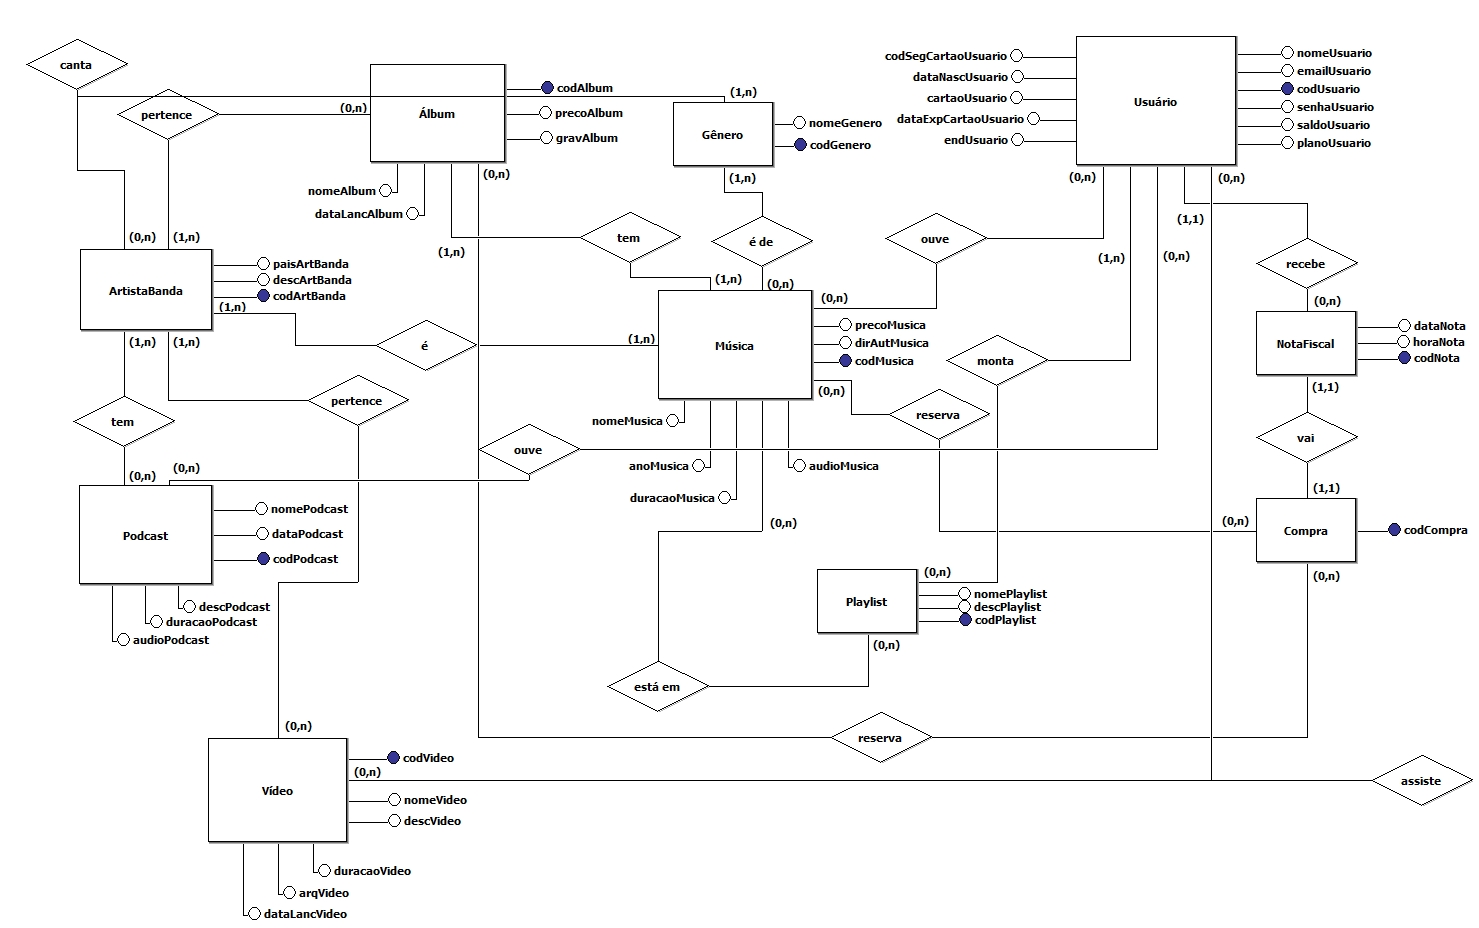 canta
pertence
(0,n)
Álbum
codAlbum
precoAlbum
gravAlbum
nomeAlbum
dataLancAlbum
(0,n)
(1,n)
(1,n)
Gênero
nomeGenero
codGenero
(1,n)
codSegCartaoUsuario
dataNascUsuario
cartaoUsuario
dataExpCartaoUsuario
endUsuario
Usuário
nomeUsuario
emailUsuario
codUsuario
senhaUsuario
saldoUsuario
planoUsuario
(0,n)
(0,n)
(1,1)
(1,n)
(0,n)
tem
é de
ouve
recebe
(0,n)
(1,n)
ArtistaBanda
paisArtBanda
descArtBanda
codArtBanda
(1,n)
(1,n)
(1,n)
é
(1,n)
(1,n)
(0,n)
(0,n)
Música
precoMusica
dirAutMusica
codMusica
(0,n)
nomeMusica
anoMusica
duracaoMusica
audioMusica
(0,n)
monta
reserva
(0,n)
NotaFiscal
dataNota
horaNota
codNota
(1,1)
vai
(1,1)
tem
pertence
ouve
(0,n)
(0,n)
Podcast
nomePodcast
dataPodcast
codPodcast
descPodcast
duracaoPodcast
audioPodcast
(0,n)
Compra
codCompra
(0,n)
(0,n)
Playlist
nomePlaylist
descPlaylist
codPlaylist
(0,n)
está em
reserva
(0,n)
Vídeo
codVideo
(0,n)
nomeVideo
descVideo
duracaoVideo
arqVideo
dataLancVideo
assiste